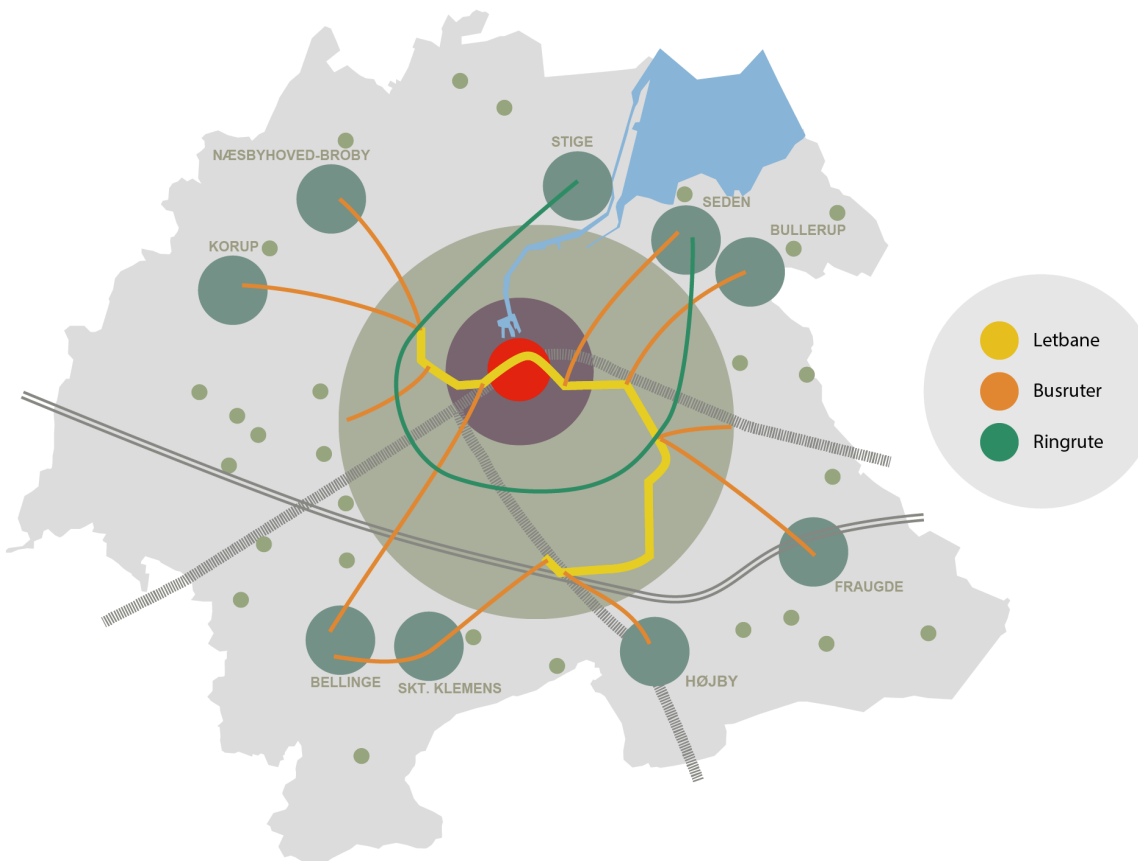 STIGE
NÆSBYHOVED-BROBY
SEDEN
BULLERUP
KORUP
Letbane
Busruter
Ringrute
FRAUGDE
BELLINGE
SKT. KLEMENS
HØJBY